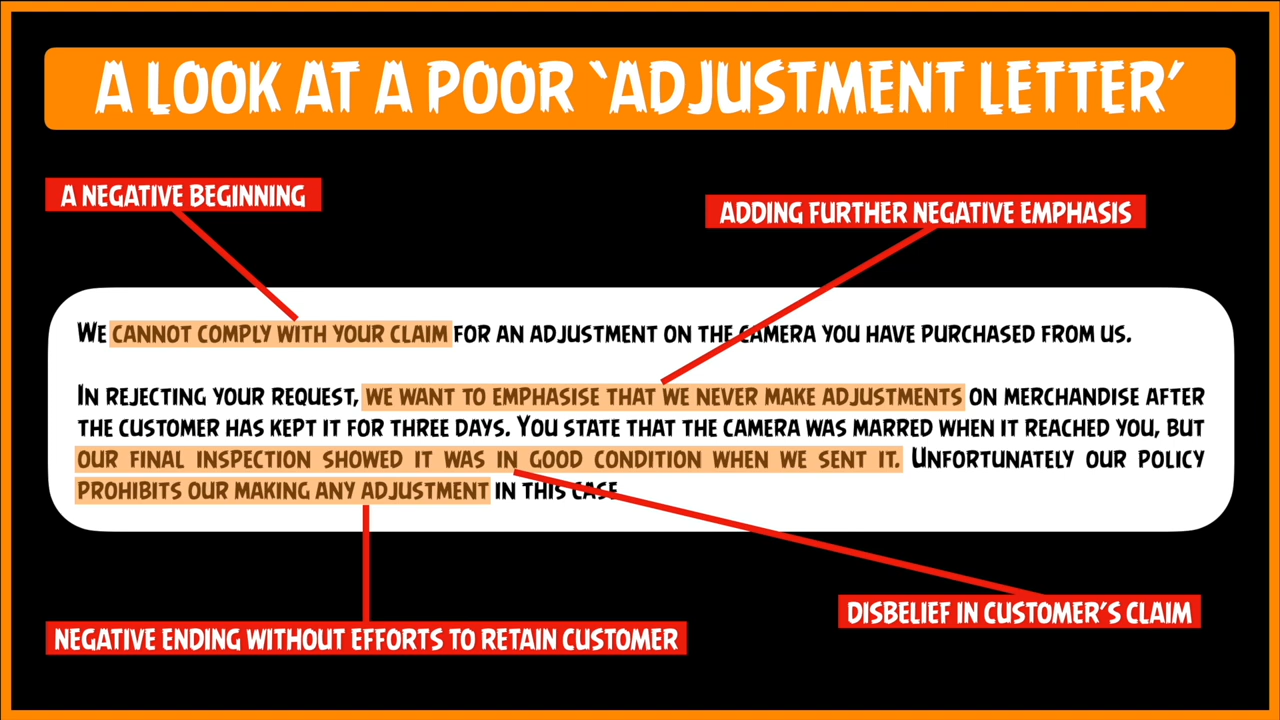 A LOOK AT A POOR ‘ADJUSTMENT LETTER’
A NEGATIVE BEGINNING
ADDING FURTHER NEGATIVE EMPHASIS
WE CANNOT COMPLY WITH YOUR CLAIM FOR AN ADJUSTMENT ON THE CAMERA YOU HAVE PURCHASED FROM US.
IN REJECTING YOUR REQUEST, WE WANT TO EMPHASISE THAT WE NEVER MAKE ADJUSTMENTS ON MERCHANDISE AFTER
THE CUSTOMER HAS KEPT IT FOR THREE DAYS. YOU STATE THAT THE CAMERA WAS MARRED WHEN IT REACHED YOU, BUT
OUR FINAL INSPECTION SHOWED IT WAS IN GOOD CONDITION WHEN WE SENT IT. UNFORTUNATELY OUR POLICY
PROHIBITS OUR MAKING ANY ADJUSTMENT IN THIS CASE
DISBELIEF IN CUSTOMER’S CLAIM
NEGATIVE ENDING WITHOUT EFFORTS TO RETAIN CUSTOMER